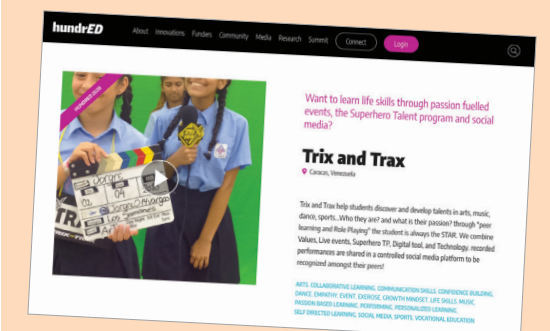 hundrED
About Innovations Funders Community Media Research Summit Connect Login
Want to learn life skills through passion fuelled
events, the Superhero Talent program and social
media?
Trix and Trax
Caracas, Venezuela
Trix and Trax help students discover and develop talents in arts, music,
dance, sports...Who they are? and what is their passion? through "peer
learning and Role Playing" the student is always the STAR. We combine
Values, Live events, Superhero TP, Digital tool, and Technology. recorded
performances are shared in a controlled social media platform to be
recognized amongst their peers!
ARTS, COLLABORATIVE LEARNING, COMMUNICATION SKILLS, CONFIDENCE BUILDING,
DANCE, EMPATHY, EVENT, EXERCISE, GROWTH MINDSET, LIFE SKILLS, MUSIC,
PASSION BASED LEARNING, PERFORMING, PERSONALIZED LEARNING,
SELF DIRECTED LEARNING, SOCIAL MEDIA, SPORTS, VOCATIONAL EDUCATION